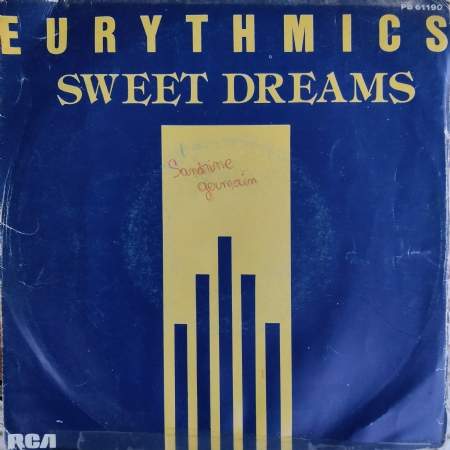 PB 61190
EURYTHMICS
SWEET DREAMS
Sandrine
germain
RCA